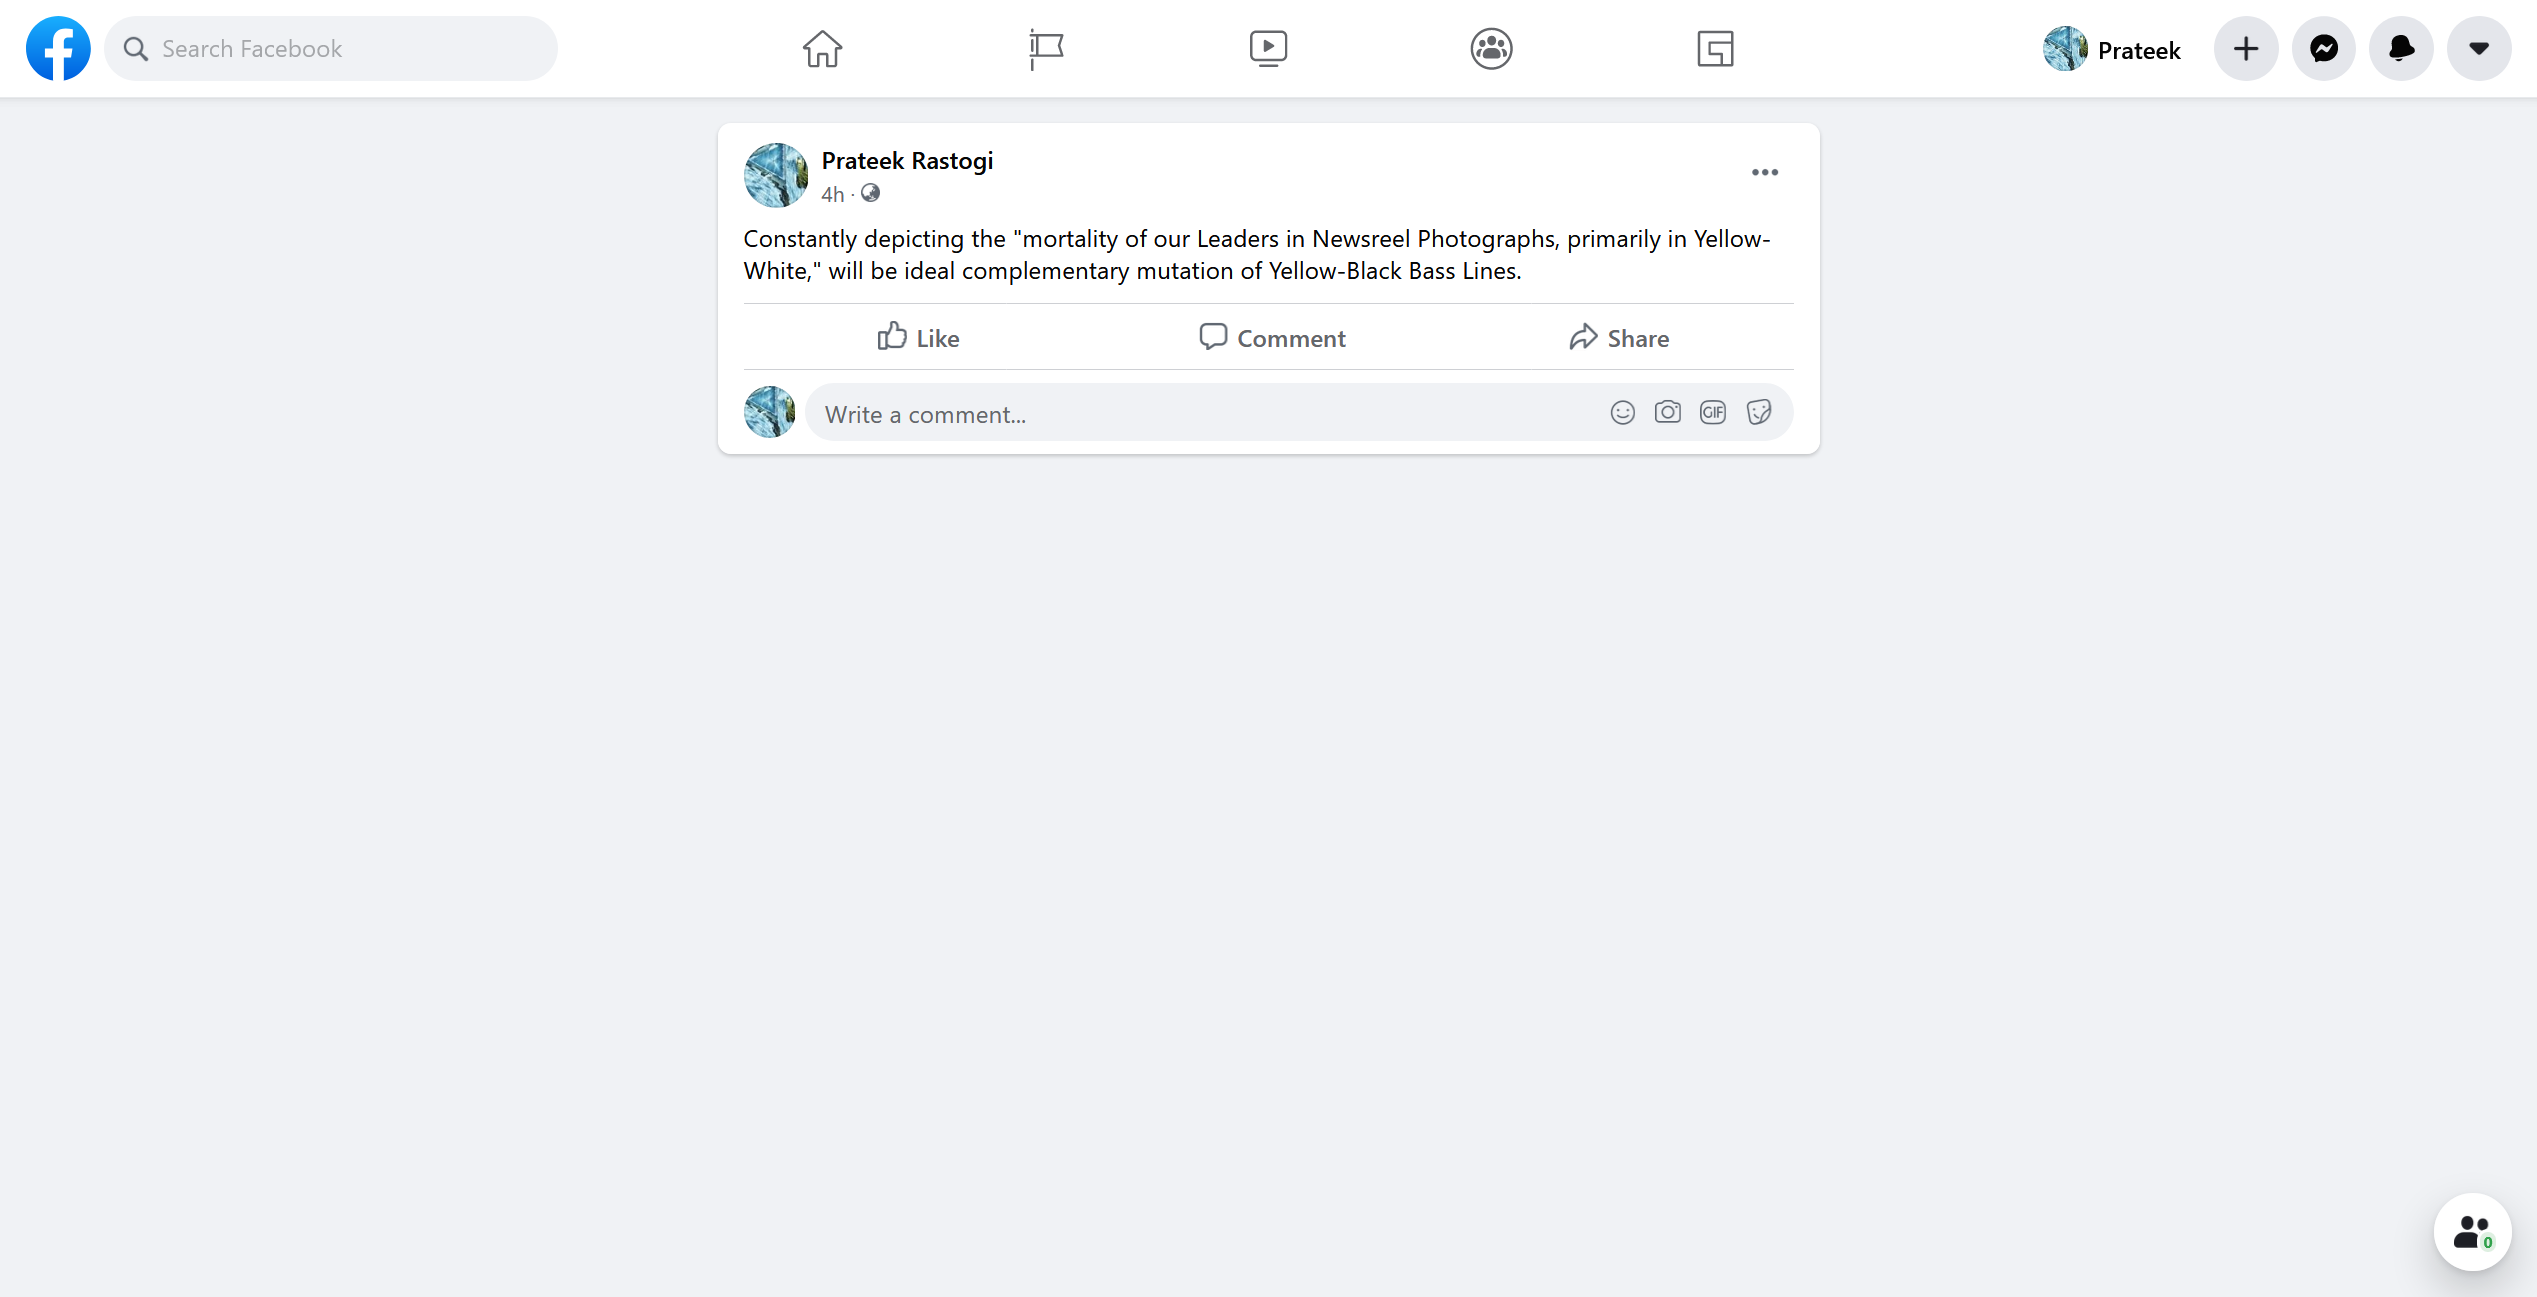 Search Facebook
Prateek
Prateek Rastogi
4h ·
Constantly depicting the "mortality of our Leaders in Newsreel Photographs, primarily in Yellow-
White," will be ideal complementary mutation of Yellow-Black Bass Lines.
Like
Comment
Share
Write a comment...
GIF
0